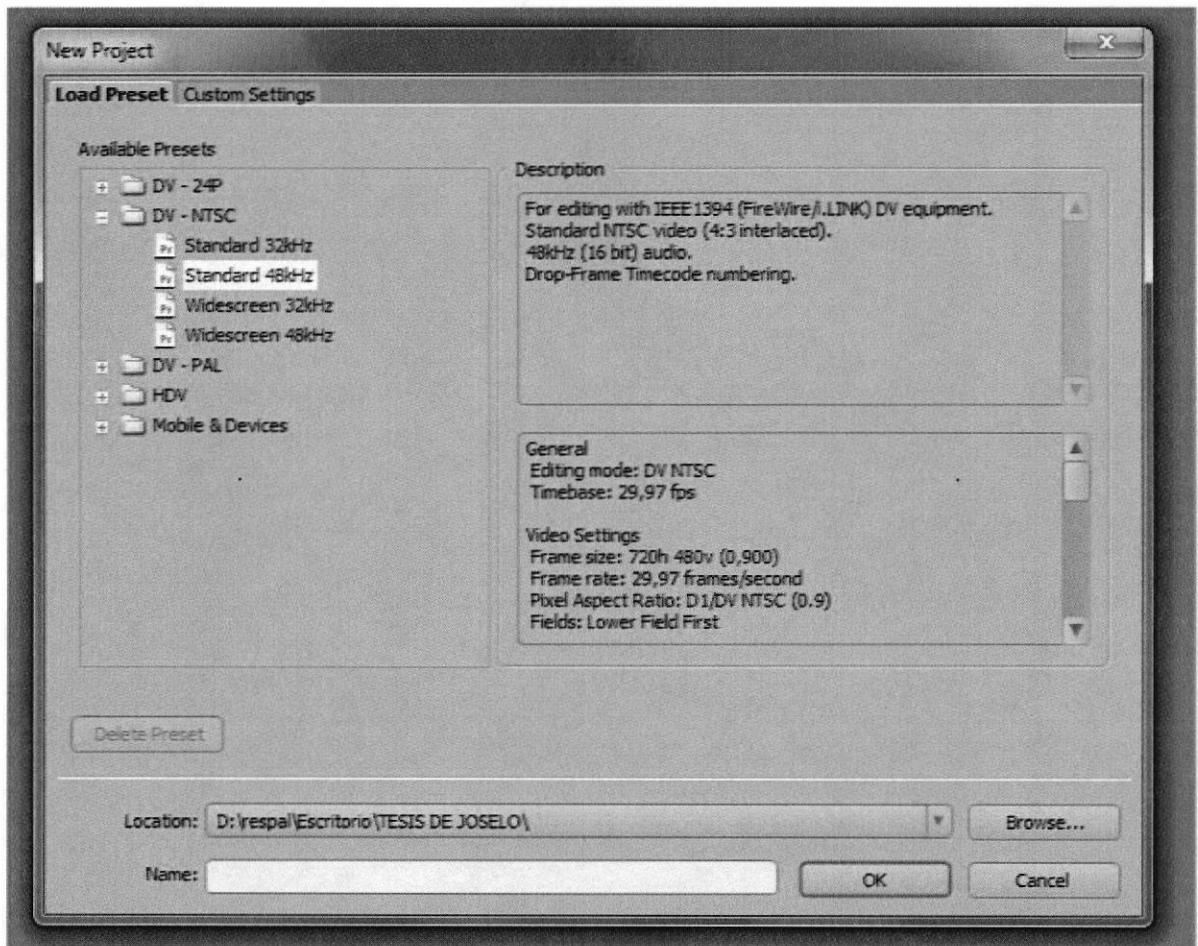 New Project
Load Preset Custom Settings
Available Presets
DV - 24P
DV - NTSC
Standard 32kHz
Standard 48kHz
Widescreen 32kHz
Widescreen 48kHz
DV - PAL
HDV
Mobile & Devices
Delete Preset
Description
For editing with IEEE1394 (FireWire/i.LINK) DV equipment.
Standard NTSC video (4:3 interlaced).
48kHz (16 bit) audio.
Drop-Frame Timecode numbering.
General
Editing mode: DV NTSC
Timebase: 29,97 fps
Video Settings
Frame size: 720h 480v (0,900)
Frame rate: 29,97 frames/second
Pixel Aspect Ratio: D1/DV NTSC (0.9)
Fields: Lower Field First
Location: D:\respal\Escritorio\TESIS DE JOSELO\ Browse...
Name: OK Cancel